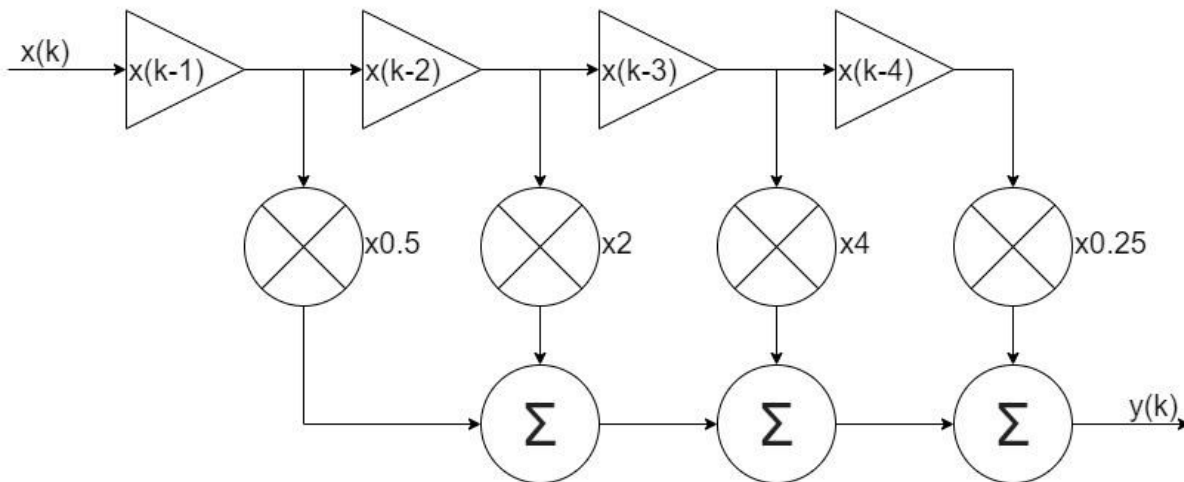 x(k)
x(k-1)
x(k-2)
x(k-3)
x(k-4)
x0.5
x2
x4
x0.25
Σ
Σ
Σ
y(k)